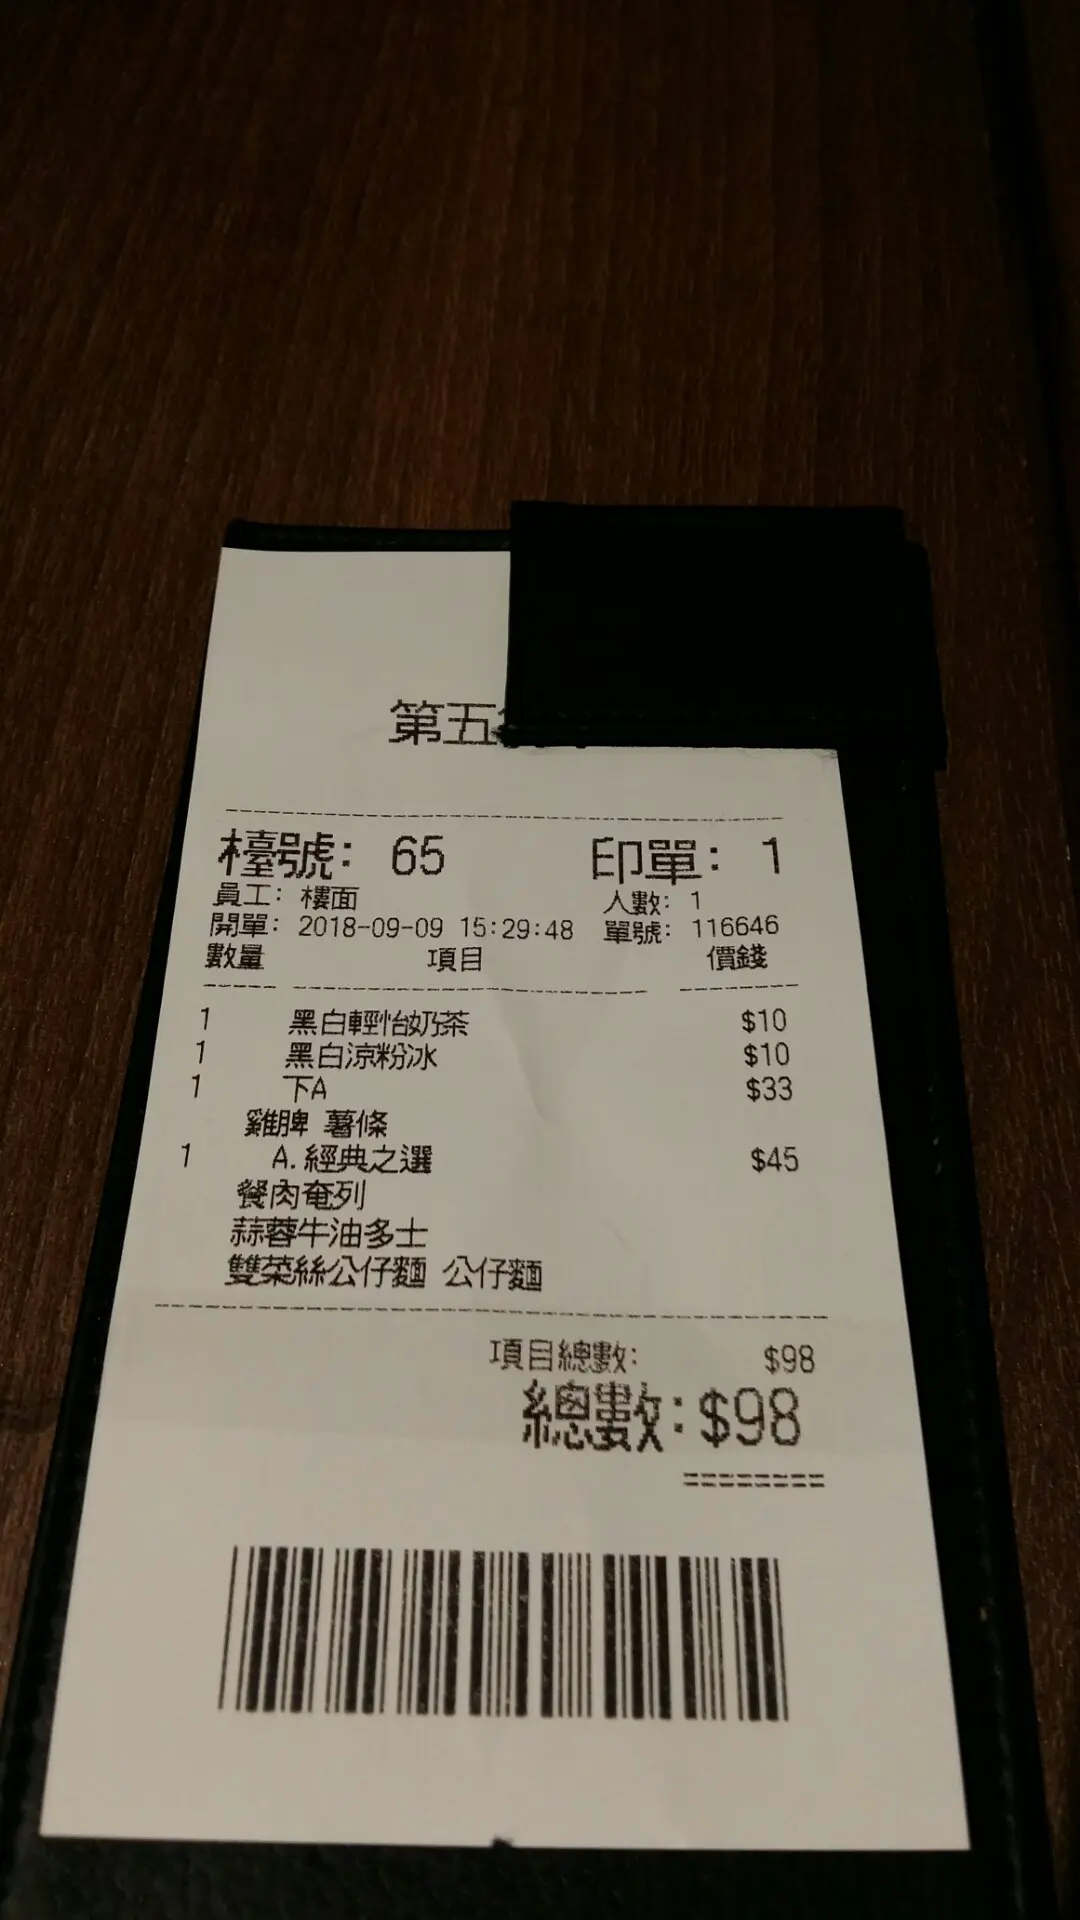 第五
檯號: 65 印單: 1
員工: 樓面 人數: 1
開單: 2018-09-09 15:29:48 單號: 116646
數量 項目 價錢
1 黑白輕怡奶茶 $10
1 黑白涼粉冰 $10
1 下A $33
雞脾 薯條
1 A.經典之選 $45
餐肉奄列
蒜蓉牛油多士
雙菜絲公仔麵 公仔麵
項目總數: $98
總數: $98
========